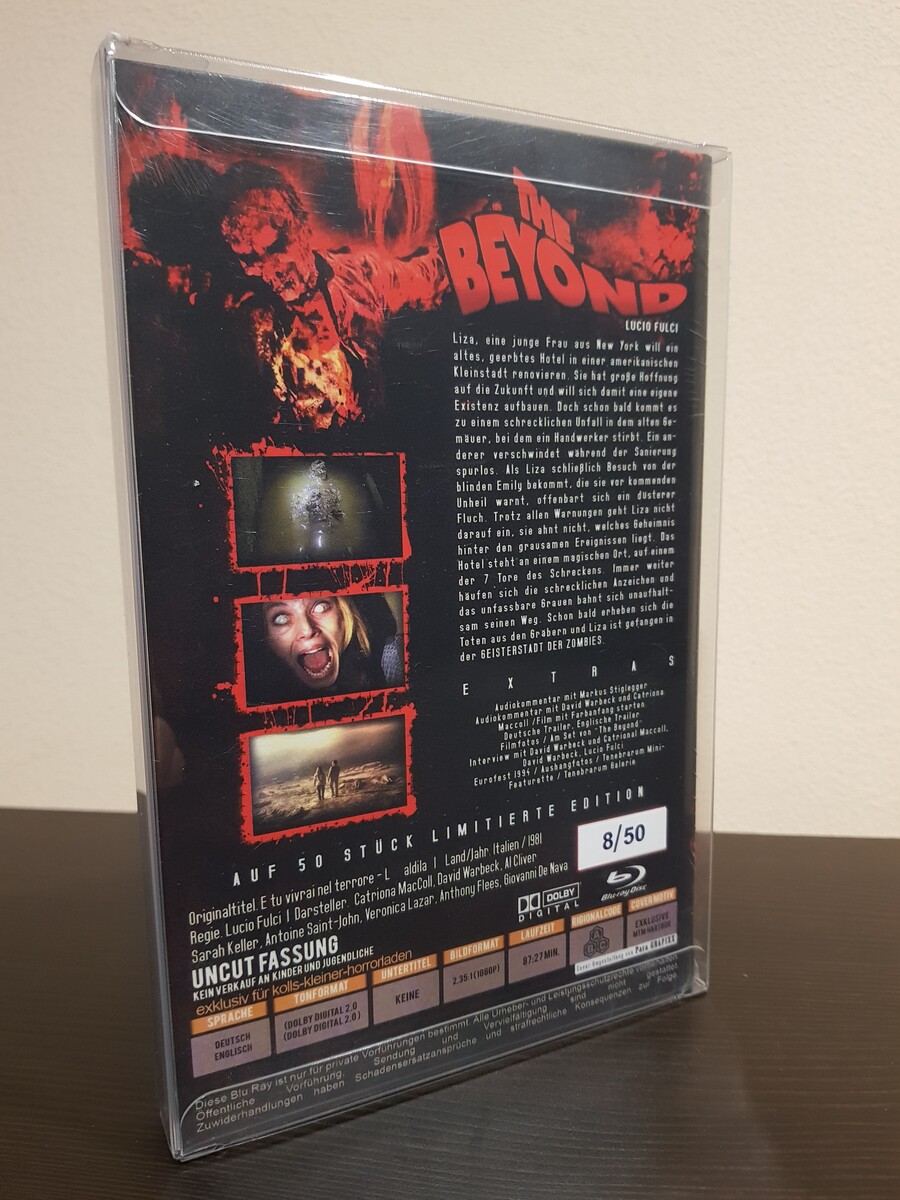 THE
BEYOND
LUCIO FULCI
Liza, eine junge Frau aus New York will ein
altes, geerbtes Hotel in einer amerikanischen
Kleinstadt renovieren. Sie hat große Hoffnung
auf die Zukunft und will sich damit eine eigene
Existenz aufbauen. Doch schon bald kommt es
zu einem schrecklichen Unfall in dem alten Ge-
mäuer, bei dem ein Handwerker stirbt. Ein an-
derer verschwindet während der Sanierung
spurlos. Als Liza schließlich Besuch von der
blinden Emily bekommt, die sie vor kommenden
Unheil warnt, offenbart sich ein düsterer
Fluch. Trotz allen Warnungen geht Liza nicht
darauf ein, sie ahnt nicht, welches Geheimnis
hinter den grausamen Ereignissen liegt. Das
Hotel steht an einem magischen Ort, auf einem
der 7 Tore des Schreckens. Immer weiter
häufen sich die schrecklichen Anzeichen und
das unfassbare Grauen bahnt sich unaufhalt-
sam seinen Weg. Schon bald erheben sich die
Toten aus den Gräbern und Liza ist gefangen in
der GEISTERSTADT DER ZOMBIES.
EXTRAS
Audiokommentar mit Markus Stiglegger
Audiokommentar mit David Warbeck und Catriona
Maccoll / Film mit Farbanfang starten
Deutsche Trailer, Englische Trailer
Filmfotos / Am Set von "The Beyond"
Interview mit David Warbeck und Catrional Maccoll,
David Warbeck, Lucio Fulci
Eurofest 1994 / Aushangfotos / Tenebrarum Mini-
Featurette / Tenebrarum Galerie
AUF 50 STÜCK LIMITIERTE EDITION
8/50
Originaltitel. E tu vivrai nel terrore - L aldila | Land/Jahr Italien / 1981
Regie. Lucio Fulci | Darsteller. Catriona MacColl, David Warbeck, Al Cliver
Sarah Keller, Antoine Saint-John, Veronica Lazar, Anthony Flees, Giovanni De Nava
DOLBY
DIGITAL
Blu-ray Disc
UNCUT FASSUNG
KEIN VERKAUF AN KINDER UND JUGENDLICHE
exklusiv für kolls-kleiner-horrorladen
SPRACHE
DEUTSCH
ENGLISCH
TONFORMAT
(DOLBY DIGITAL 2.0
(DOLBY DIGITAL 2.0)
UNTERTITEL
KEINE
BILDFORMAT
2.35:1 (1080P)
LAUFZEIT
87:27 MIN.
REGIONALCODE
COVERMOTIV
EXKLUSIVE
MTM HARTBOX
Cover Umgestaltung von Para GRAFIXS
Diese Blu Ray ist nur für private Vorführungen bestimmt. Alle Urheber- und Leistungsschutzrechte vorbehalten
Öffentliche Vorführung, Sendung und Vervielfältigung sind nicht gestattet
Zuwiderhandlungen haben Schadensersatzansprüche und strafrechtliche Konsequenzen zur Folge.